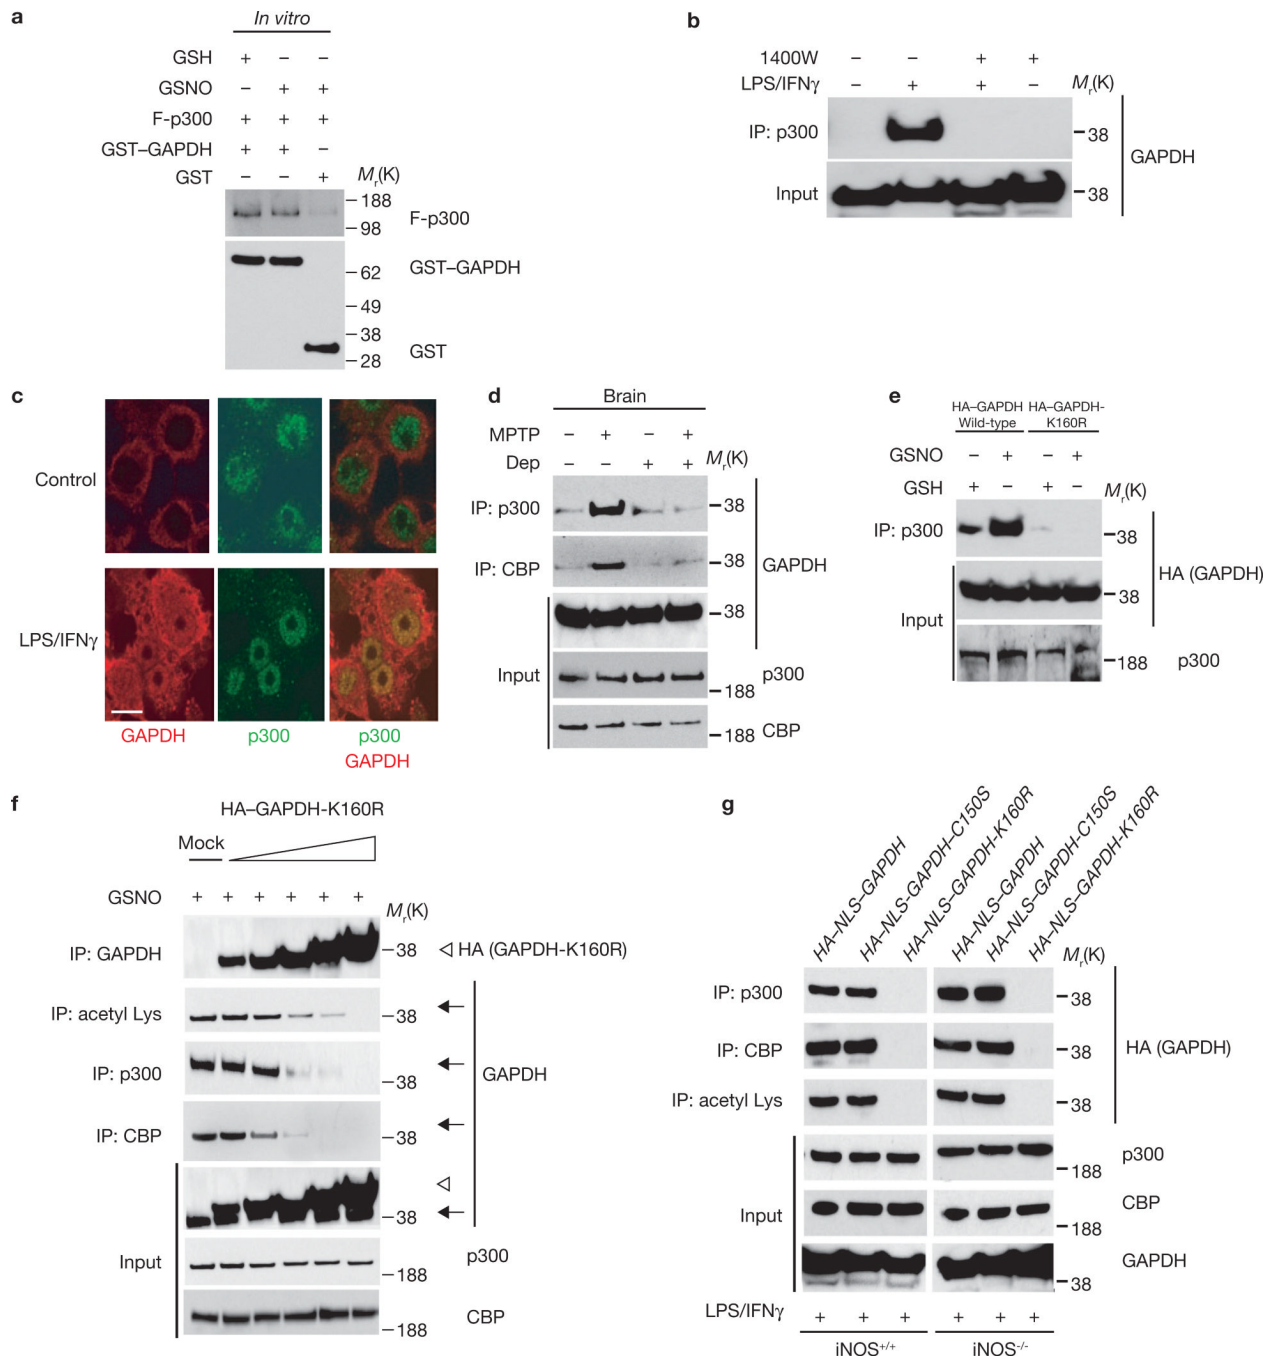 a
In vitro
GSH + – –
GSNO – + +
F-p300 + + +
GST–GAPDH + + –
GST – – + Mr(K)
188
F-p300
98
GST–GAPDH
62
49
38
GST
28
b
1400W – – + +
LPS/IFNγ – + + – Mr(K)
IP: p300 38
GAPDH
Input 38
c
Control
LPS/IFNγ
GAPDH p300 p300
GAPDH
d
Brain
MPTP – + – +
Dep – – + + Mr(K)
IP: p300 38
IP: CBP 38
GAPDH
38
Input p300
188
188 CBP
e
HA–GAPDH HA–GAPDH-
Wild-type K160R
GSNO – + – +
GSH + – + – Mr(K)
IP: p300 38
HA (GAPDH)
38
Input
188 p300
f
HA–GAPDH-K160R
Mock
GSNO + + + + + +
Mr(K)
IP: GAPDH 38 HA (GAPDH-K160R)
IP: acetyl Lys 38
IP: p300 38
GAPDH
IP: CBP 38
38
Input p300
188
CBP
188
g
HA–NLS–GAPDH
HA–NLS–GAPDH–C150S
HA–NLS–GAPDH-K160R
HA–NLS–GAPDH
HA–NLS–GAPDH–C150S
HA–NLS–GAPDH-K160R
Mr(K)
IP: p300 38
IP: CBP 38 HA (GAPDH)
IP: acetyl Lys 38
p300
188
CBP
Input 188
GAPDH
38
LPS/IFNγ + + + + + +
iNOS+/+ iNOS-/-